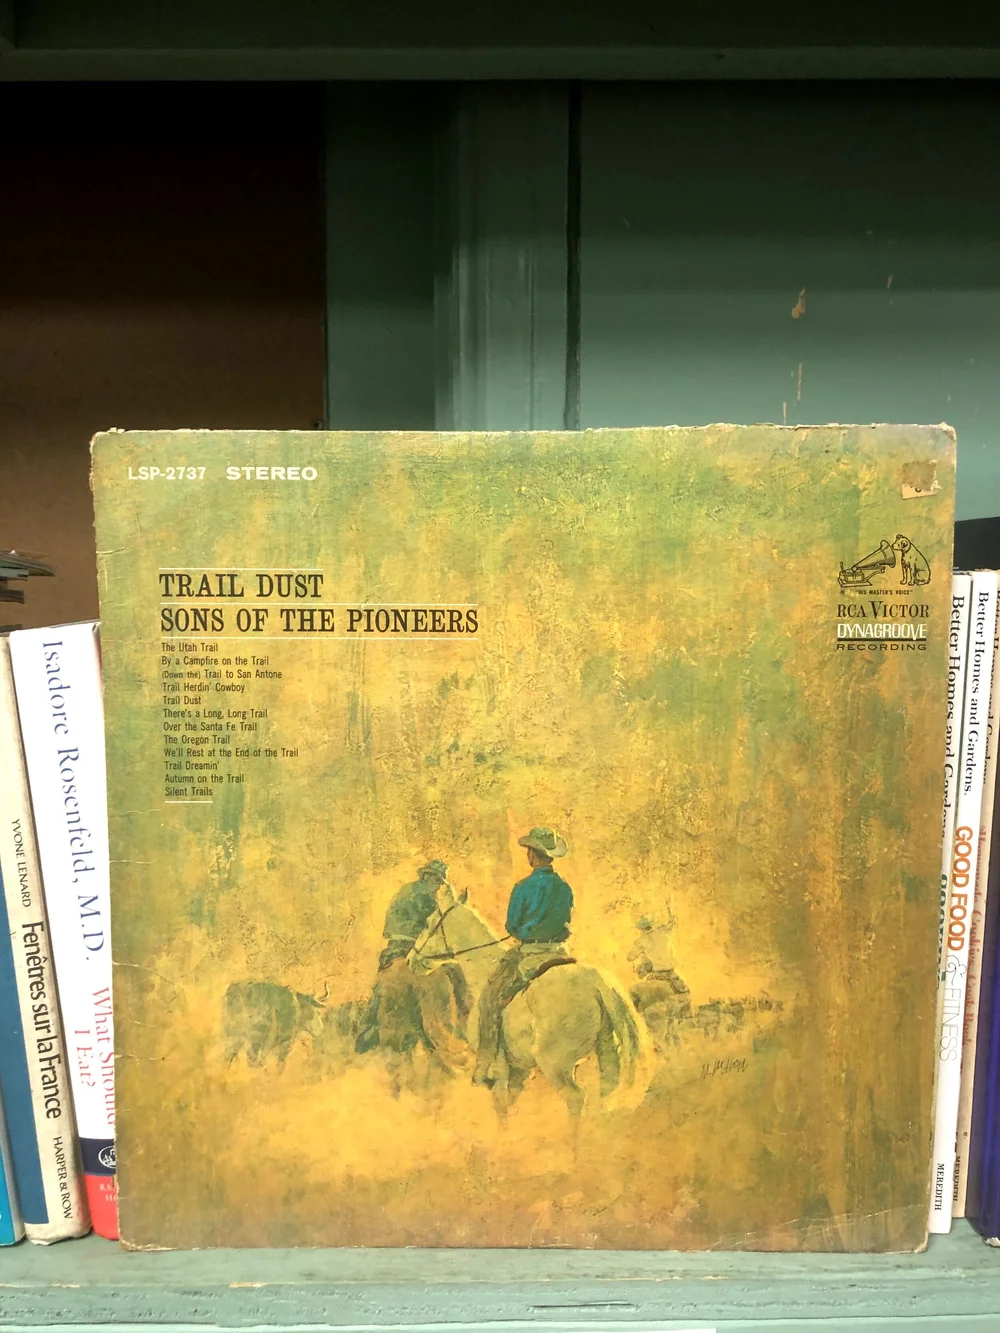 LSP-2737 STEREO
"HIS MASTER'S VOICE"
RCA VICTOR
DYNAGROOVE
RECORDING
TRAIL DUST
SONS OF THE PIONEERS
The Utah Trail
By a Campfire on the Trail
(Down the) Trail to San Antone
Trail Herdin' Cowboy
Trail Dust
There's a Long, Long Trail
Over the Santa Fe Trail
The Oregon Trail
We'll Rest at the End of the Trail
Trail Dreamin'
Autumn on the Trail
Silent Trails
YVONE LENARD Fenêtres sur la France HARPER & ROW
Isadore Rosenfeld, M.D. What Should
I Eat?
Better Homes and Gardens
MEREDITH
Better Homes and Gardens.
GOOD FOOD & FITNESS
MEREDITH